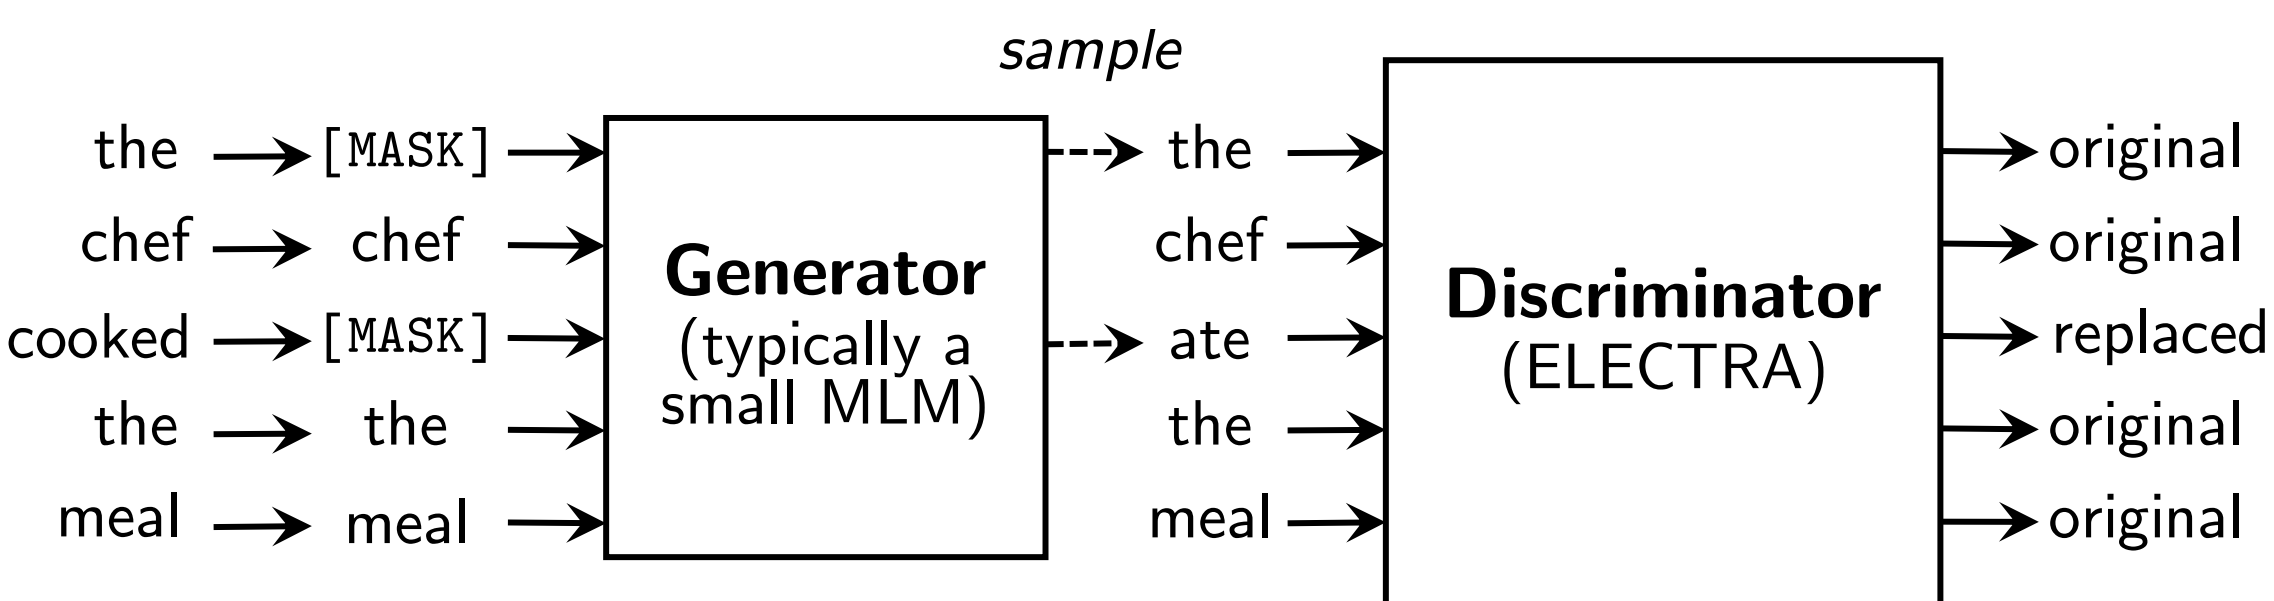 sample
the [MASK] the original
chef chef chef original
cooked [MASK] ate replaced
the the the original
meal meal meal original
Generator
(typically a
small MLM)
Discriminator
(ELECTRA)